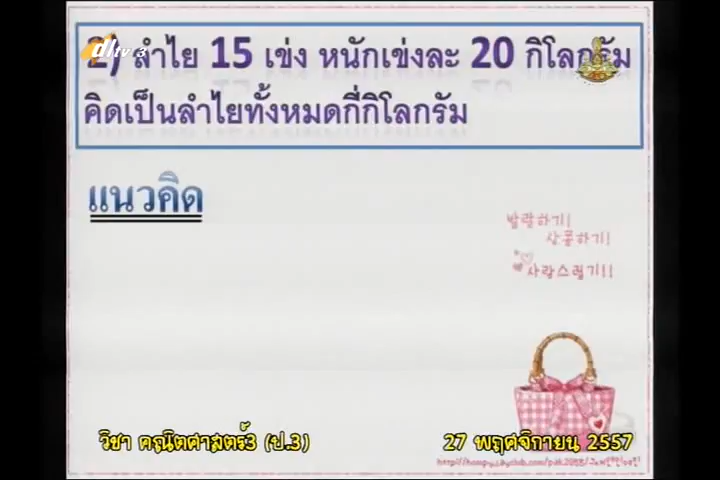 dltv 3
2) ลำไย 15 เข่ง หนักเข่งละ 20 กิโลกรัม
คิดเป็นลำไยทั้งหมดกี่กิโลกรัม
แนวคิด
발랄하기!
상콤하기!
사랑스럽기!!
วิชา คณิตศาสตร์3 (ป.3)
27 พฤศจิกายน 2557